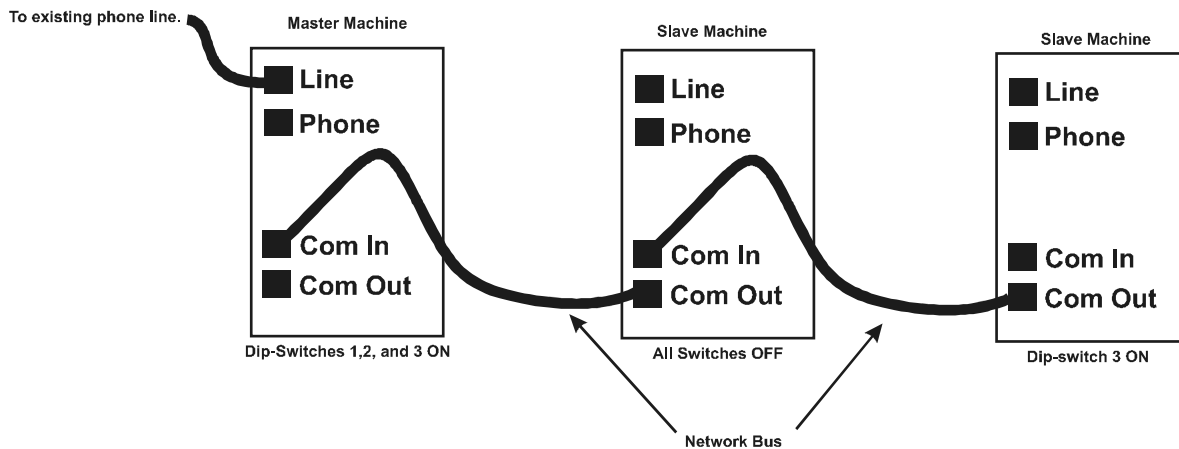 To existing phone line.
Master Machine
Line
Phone
Com In
Com Out
Dip-Switches 1,2, and 3 ON
Slave Machine
Line
Phone
Com In
Com Out
All Switches OFF
Slave Machine
Line
Phone
Com In
Com Out
Dip-switch 3 ON
Network Bus